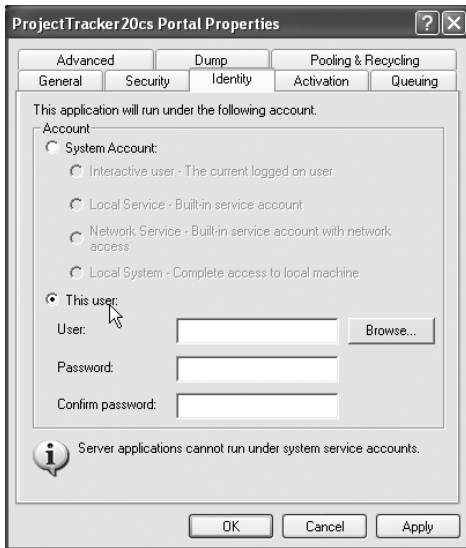 ProjectTracker20cs Portal Properties
Advanced Dump Pooling & Recycling
General Security Identity Activation Queuing
This application will run under the following account.
Account
System Account:
Interactive user - The current logged on user
Local Service - Built-in service account
Network Service - Built-in service account with network
access
Local System - Complete access to local machine
This user:
User: Browse...
Password:
Confirm password:
Server applications cannot run under system service accounts.
OK Cancel Apply